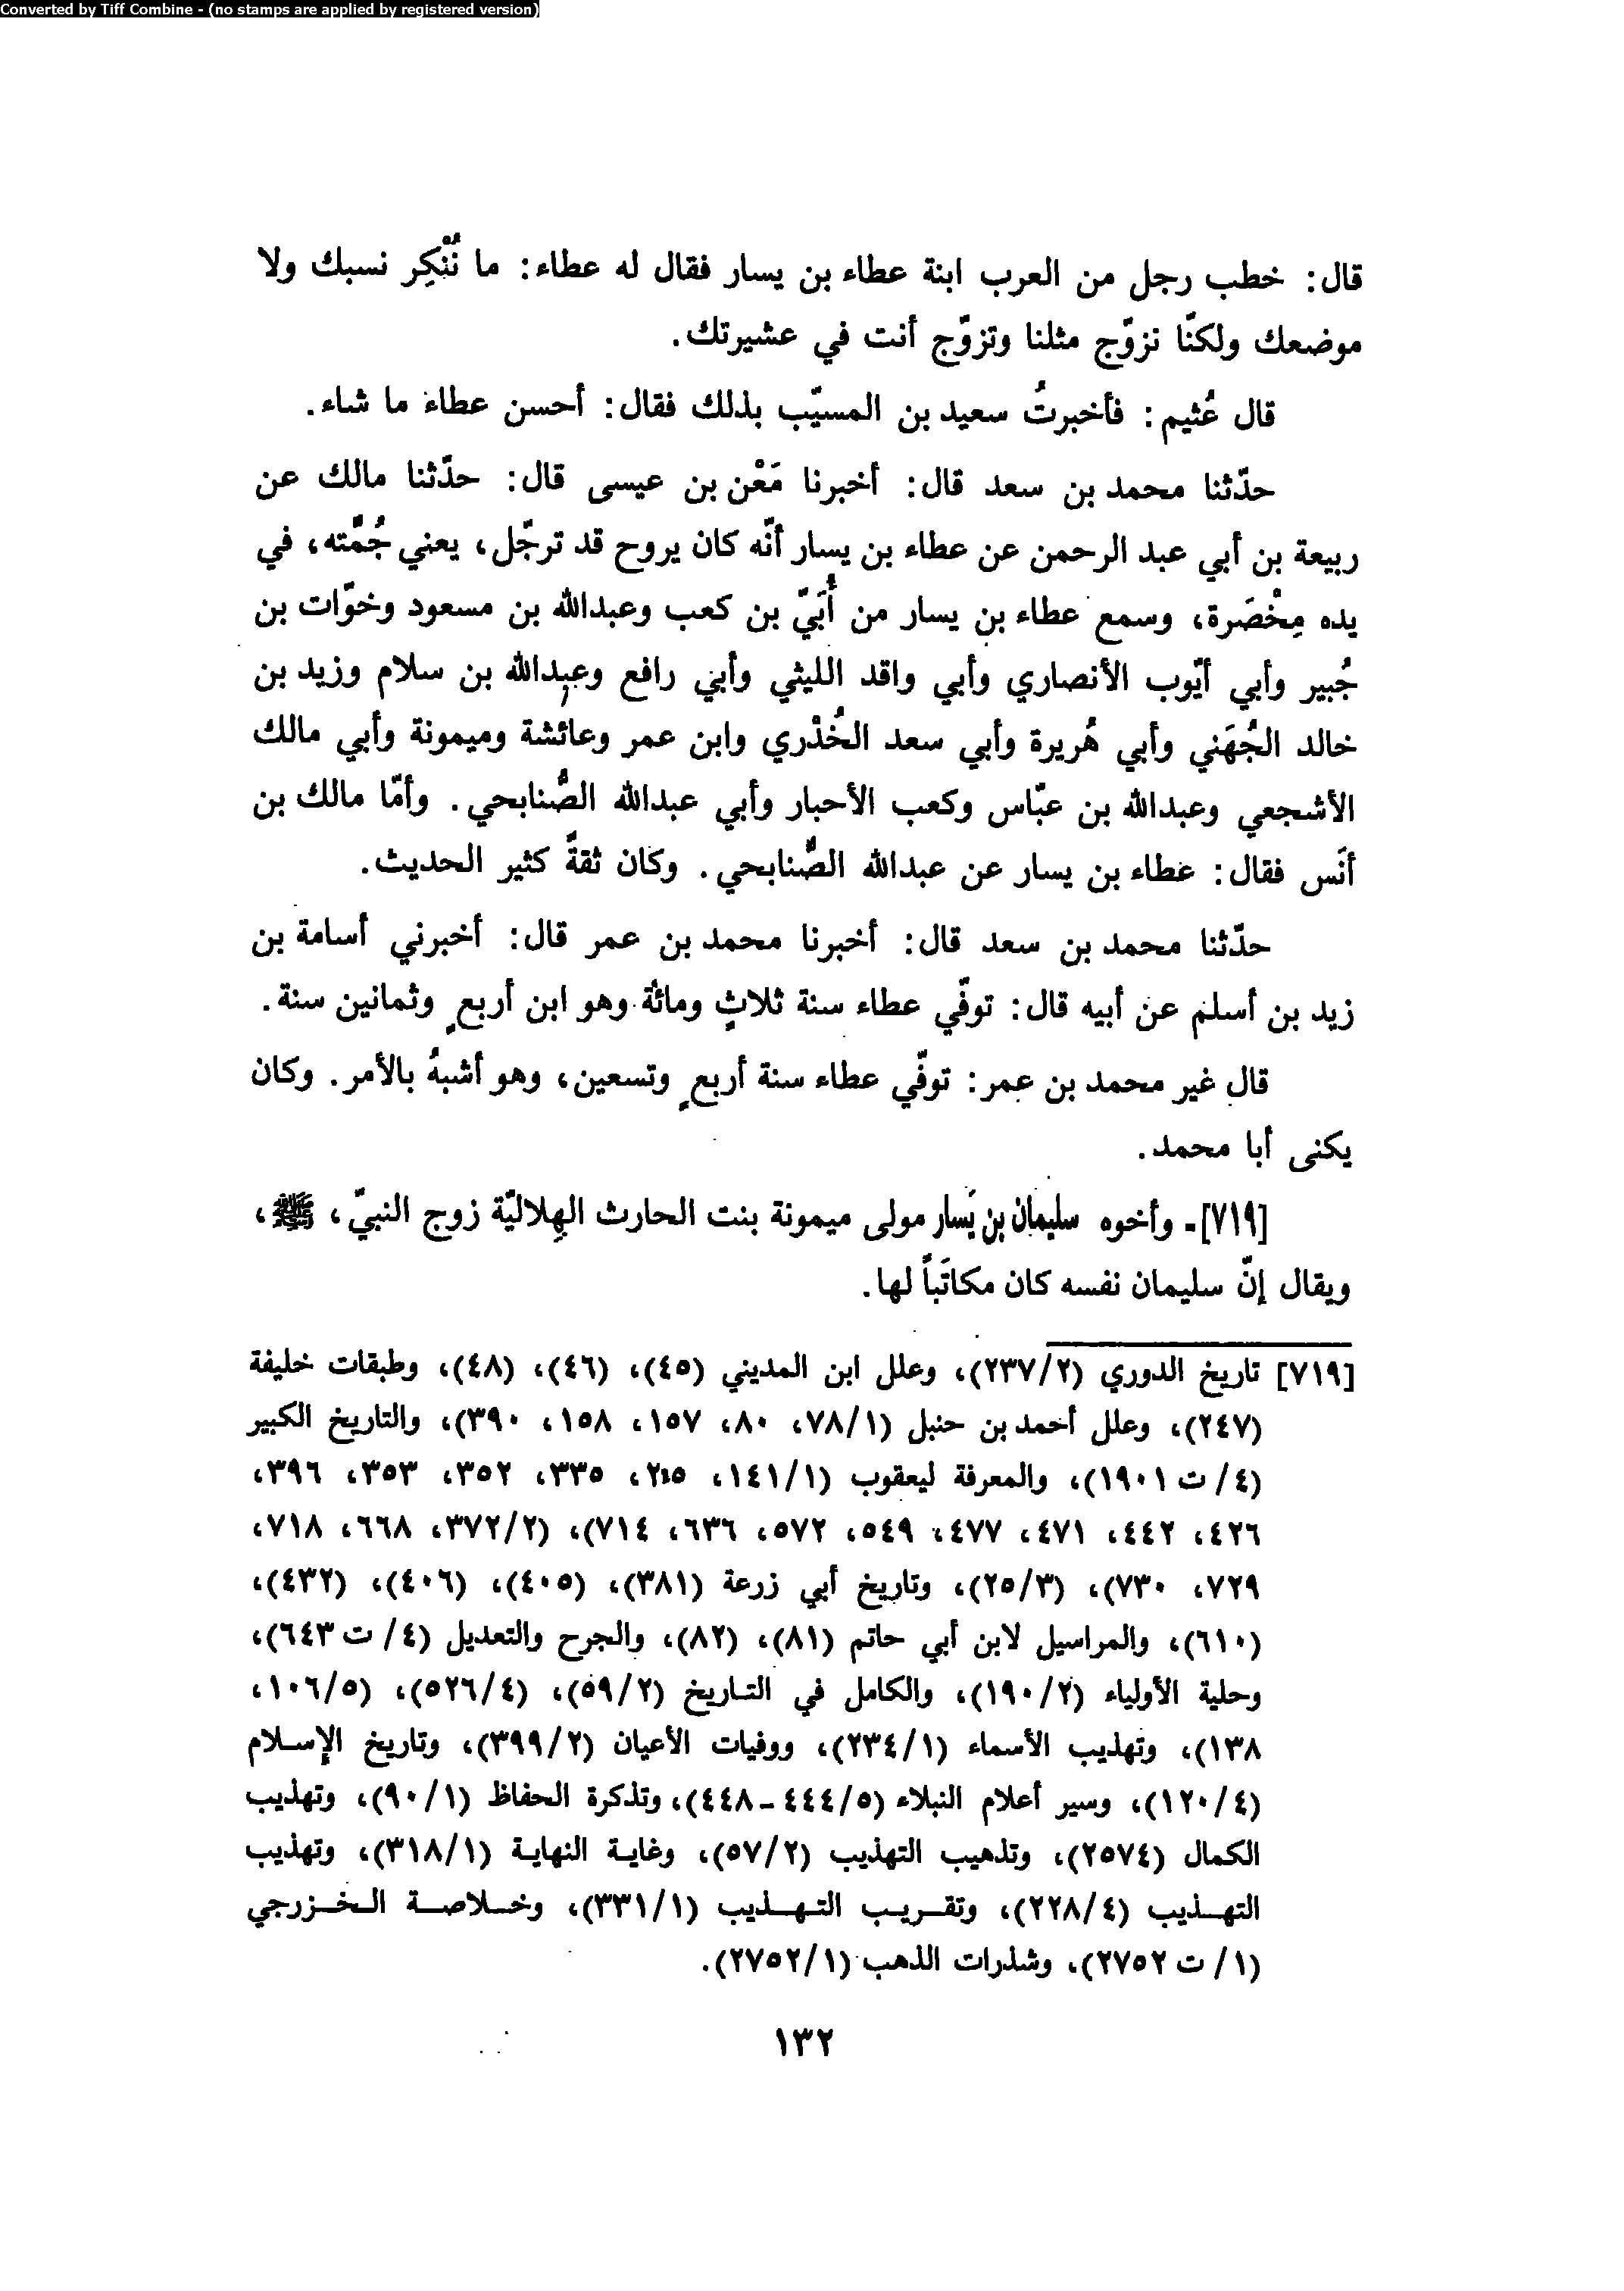 Converted by Tiff Combine - (no stamps are applied by registered version)
قال: خطب رجل من العرب ابنة عطاء بن يسار فقال له عطاء: ما نُنْكِر نسبك ولا
موضعك ولكنّا نزوّج مثلنا وتزوّج أنت في عشيرتك.
قال عُثيم: فأخبرتُ سعيد بن المسيّب بذلك فقال: أحسن عطاء ما شاء.
حدّثنا محمد بن سعد قال: أخبرنا مَعْن بن عيسى قال: حدّثنا مالك عن
ربيعة بن أبي عبد الرحمن عن عطاء بن يسار أنّه كان يروح قد ترجّل، يعني جُمّته، في
يده مِخْصَرة، وسمع عطاء بن يسار من أُبَيّ بن كعب وعبدالله بن مسعود وخوّات بن
جُبير وأبي أيّوب الأنصاري وأبي واقد الليثي وأبي رافع وعبدالله بن سلام وزيد بن
خالد الجُهَني وأبي هُريرة وأبي سعد الخُدْري وابن عمر وعائشة وميمونة وأبي مالك
الأشجعي وعبدالله بن عبّاس وكعب الأحبار وأبي عبدالله الصُّنابحي. وأمّا مالك بن
أنَس فقال: عطاء بن يسار عن عبدالله الصُّنابحي. وكان ثقةً كثير الحديث.
حدّثنا محمد بن سعد قال: أخبرنا محمد بن عمر قال: أخبرني أسامة بن
زيد بن أسلم عن أبيه قال: توفّي عطاء سنة ثلاثٍ ومائة وهو ابن أربعٍ وثمانين سنة.
قال غير محمد بن عمر: توفّي عطاء سنة أربعٍ وتسعين، وهو أشبهُ بالأمر. وكان
يكنى أبا محمد.
[٧١٩]- وأخوه سليمان بن يَسار مولى ميمونة بنت الحارث الهِلاليّة زوج النبيّ، ﷺ،
ويقال إنّ سليمان نفسه كان مكاتَباً لها.
[٧١٩] تاريخ الدوري (٢/٢٣٧)، وعلل ابن المديني (٤٥)، (٤٦)، (٤٨)، وطبقات خليفة
(٢٤٧)، وعلل أحمد بن حنبل (١/٧٨، ٨٠، ١٥٧، ١٥٨، ٣٩٠)، والتاريخ الكبير
(٤/ ت ١٩٠١)، والمعرفة ليعقوب (١/١٤١، ٢٠٥، ٣٣٥، ٣٥٢، ٣٥٣، ٣٩٦،
٤٢٦، ٤٤٢، ٤٧١، ٤٧٧، ٥٤٩، ٥٧٢، ٦٣٦، ٧١٤)، (٢/٣٧٢، ٦٦٨، ٧١٨،
٧٢٩، ٧٣٠)، (٣/٢٥)، وتاريخ أبي زرعة (٣٨١)، (٤٠٥)، (٤٠٦)، (٤٣٢)،
(٦١٠)، والمراسيل لابن أبي حاتم (٨١)، (٨٢)، والجرح والتعديل (٤/ ت ٦٤٣)،
وحلية الأولياء (٢/١٩٠)، والكامل في التاريخ (٢/٥٩)، (٤/٥٢٦)، (٥/١٠٦،
١٣٨)، وتهذيب الأسماء (١/٢٣٤)، ووفيات الأعيان (٢/٣٩٩)، وتاريخ الإسلام
(٤/١٢٠)، وسير أعلام النبلاء (٥/٤٤٤-٤٤٨)، وتذكرة الحفاظ (١/٩٠)، وتهذيب
الكمال (٢٥٧٤)، وتذهيب التهذيب (٢/٥٧)، وغاية النهاية (١/٣١٨)، وتهذيب
التهذيب (٤/٢٢٨)، وتقريب التهذيب (١/٣٣١)، وخلاصة الخزرجي
(١/ ت ٢٧٥٢)، وشذرات الذهب (١/٢٧٥٢).
١٣٢